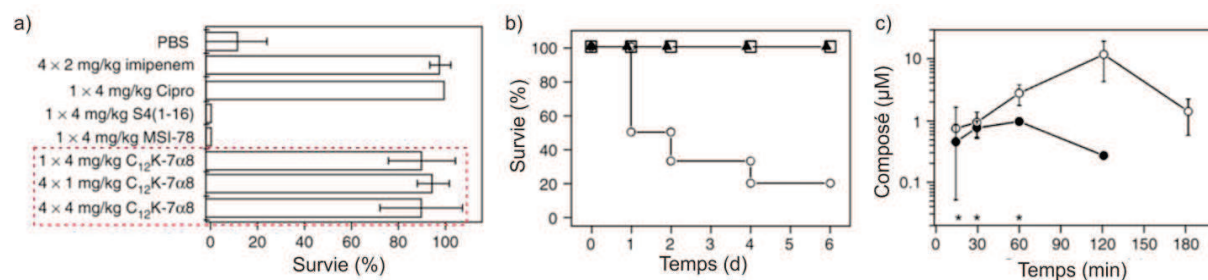 a)
PBS
4 × 2 mg/kg imipenem
1 × 4 mg/kg Cipro
1 × 4 mg/kg S4(1-16)
1 × 4 mg/kg MSI-78
1 × 4 mg/kg C₁₂K-7α8
4 × 1 mg/kg C₁₂K-7α8
4 × 4 mg/kg C₁₂K-7α8
0 20 40 60 80 100
Survie (%)
b)
Survie (%)
100
80
60
40
20
0
0 1 2 3 4 5 6
Temps (d)
c)
Composé (µM)
10
1
0.1
* * *
0 30 60 90 120 150 180
Temps (min)